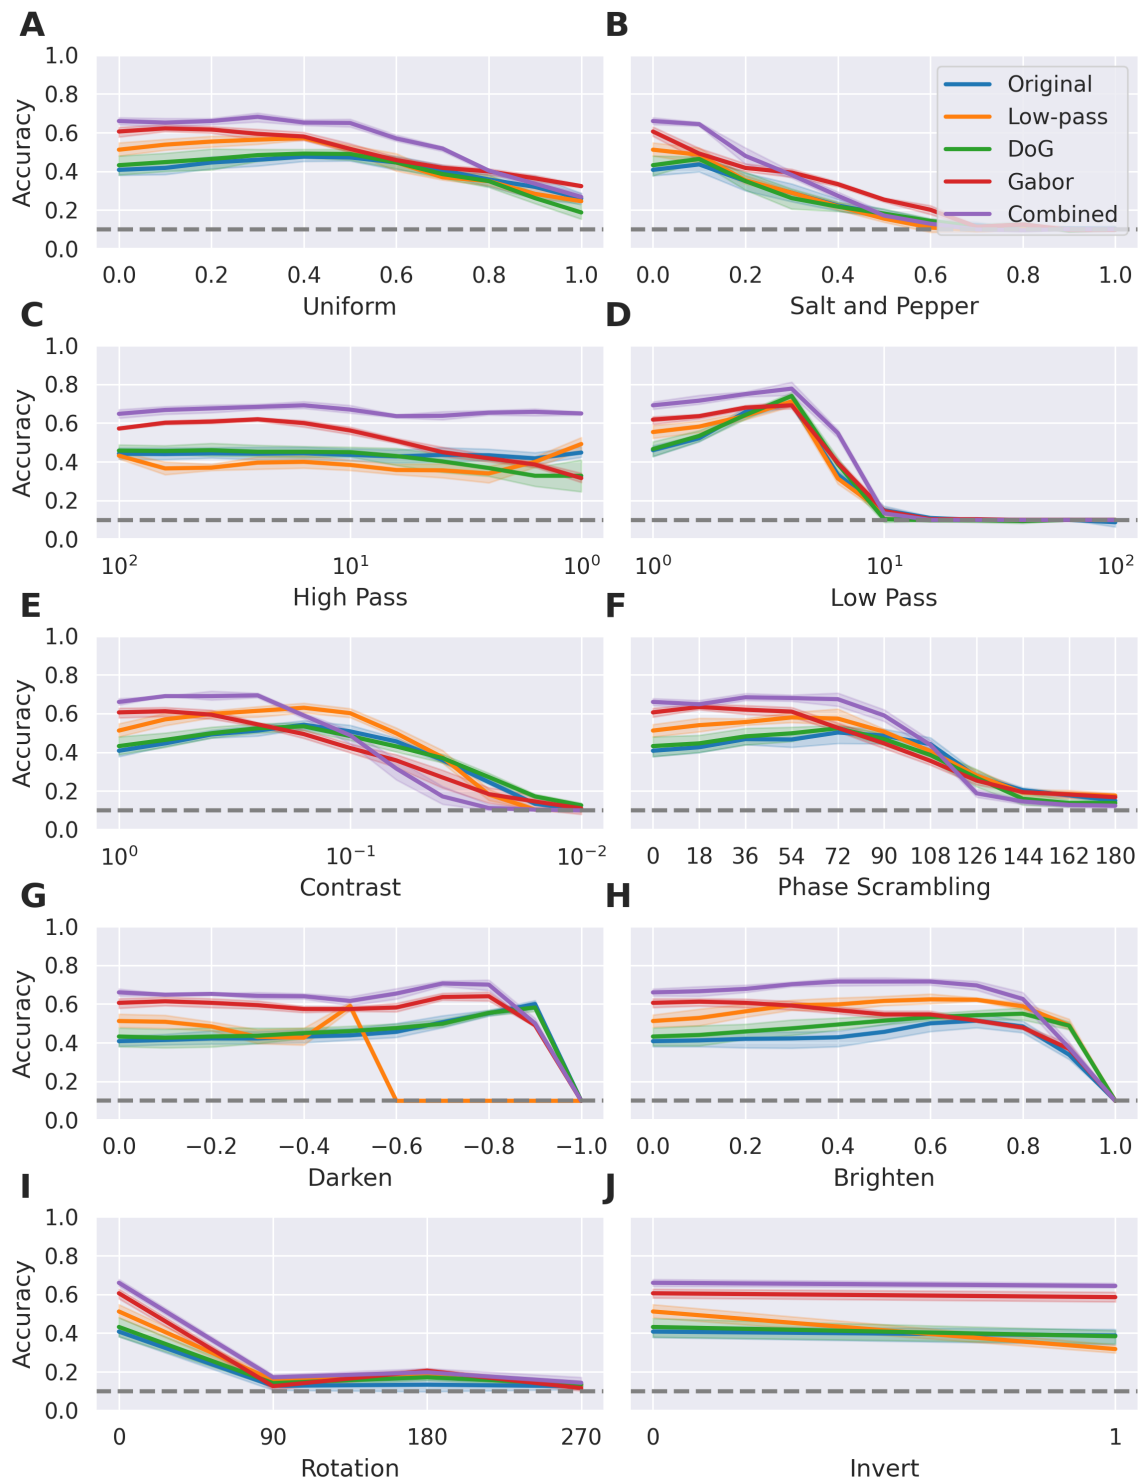 A
B
1.0
0.8
0.6
0.4
0.2
0.0
Accuracy
0.0 0.2 0.4 0.6 0.8 1.0
Uniform
Original
Low-pass
DoG
Gabor
Combined
0.0 0.2 0.4 0.6 0.8 1.0
Salt and Pepper
C
D
1.0
0.8
0.6
0.4
0.2
0.0
Accuracy
10² 10¹ 10⁰
High Pass
10⁰ 10¹ 10²
Low Pass
E
F
1.0
0.8
0.6
0.4
0.2
0.0
Accuracy
10⁰ 10⁻¹ 10⁻²
Contrast
0 18 36 54 72 90 108 126 144 162 180
Phase Scrambling
G
H
1.0
0.8
0.6
0.4
0.2
0.0
Accuracy
0.0 −0.2 −0.4 −0.6 −0.8 −1.0
Darken
0.0 0.2 0.4 0.6 0.8 1.0
Brighten
I
J
1.0
0.8
0.6
0.4
0.2
0.0
Accuracy
0 90 180 270
Rotation
0 1
Invert